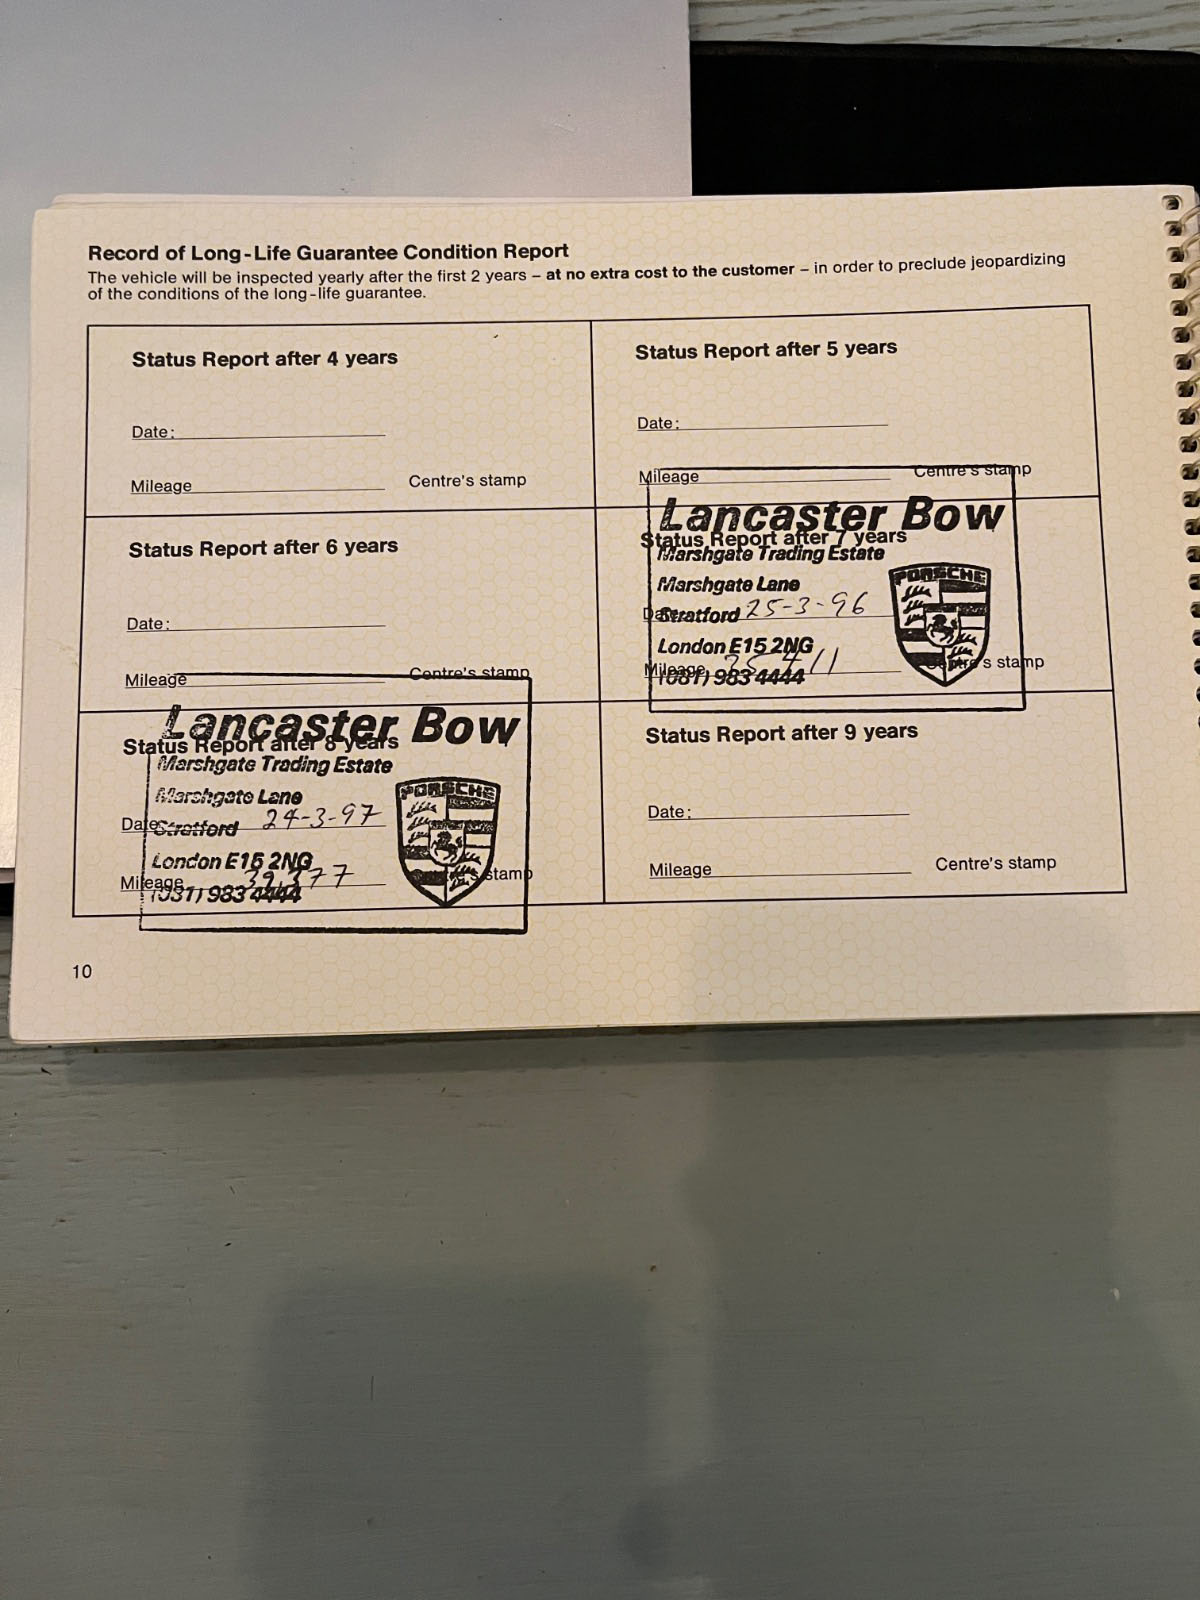 Record of Long-Life Guarantee Condition Report
The vehicle will be inspected yearly after the first 2 years – at no extra cost to the customer – in order to preclude jeopardizing
of the conditions of the long-life guarantee.
Status Report after 4 years
Date:
Mileage
Centre's stamp
Status Report after 5 years
Date:
Mileage
Centre's stamp
Status Report after 6 years
Date:
Mileage
Centre's stamp
Lancaster Bow
Status Report after 7 years
Marshgate Trading Estate
Marshgate Lane
PORSCHE
Date
Stratford
25-3-96
London E15 2NG
Mileage
411
Centre's stamp
(081) 983 4444
Lancaster Bow
Status Report after 8 years
Marshgate Trading Estate
Marshgate Lane
PORSCHE
Date
Stratford
24-3-97
London E15 2NG
Mileage
39,377
stamp
(081) 983 4444
Status Report after 9 years
Date:
Mileage
Centre's stamp
10